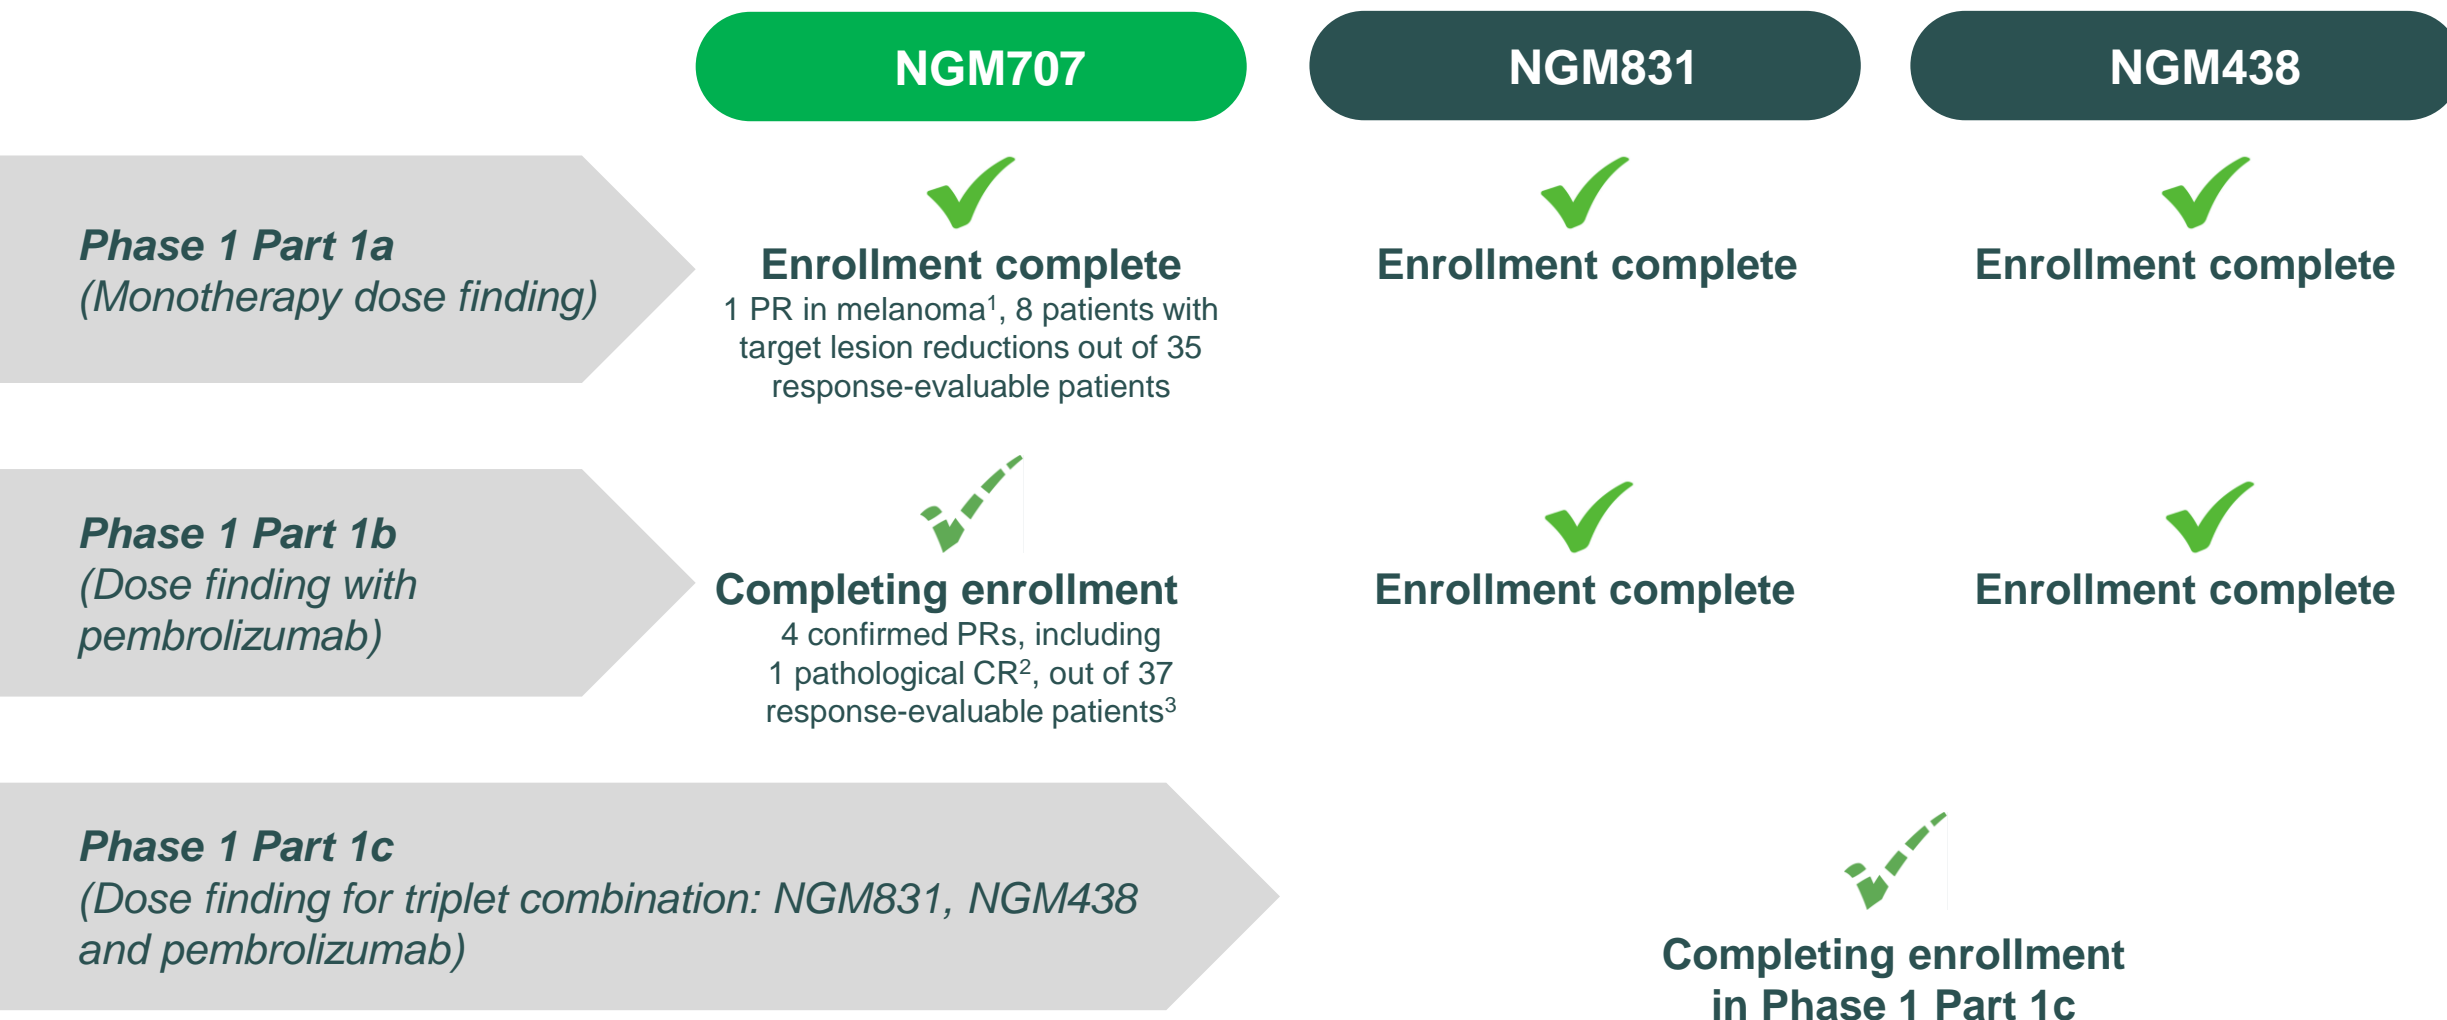 NGM707
NGM831
NGM438
Phase 1 Part 1a
(Monotherapy dose finding)
Enrollment complete
1 PR in melanoma¹, 8 patients with
target lesion reductions out of 35
response-evaluable patients
Enrollment complete
Enrollment complete
Phase 1 Part 1b
(Dose finding with
pembrolizumab)
Completing enrollment
4 confirmed PRs, including
1 pathological CR², out of 37
response-evaluable patients³
Enrollment complete
Enrollment complete
Phase 1 Part 1c
(Dose finding for triplet combination: NGM831, NGM438
and pembrolizumab)
Completing enrollment
in Phase 1 Part 1c